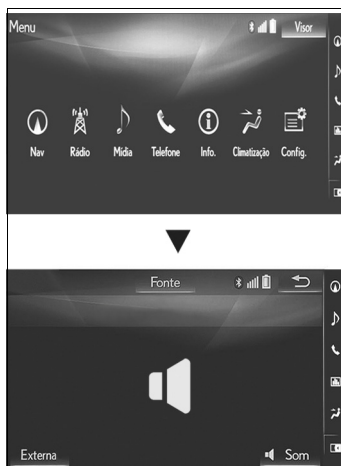 Menu Visor
Nav Rádio Mídia Telefone Info. Climatização Config.
Fonte
Externa Som